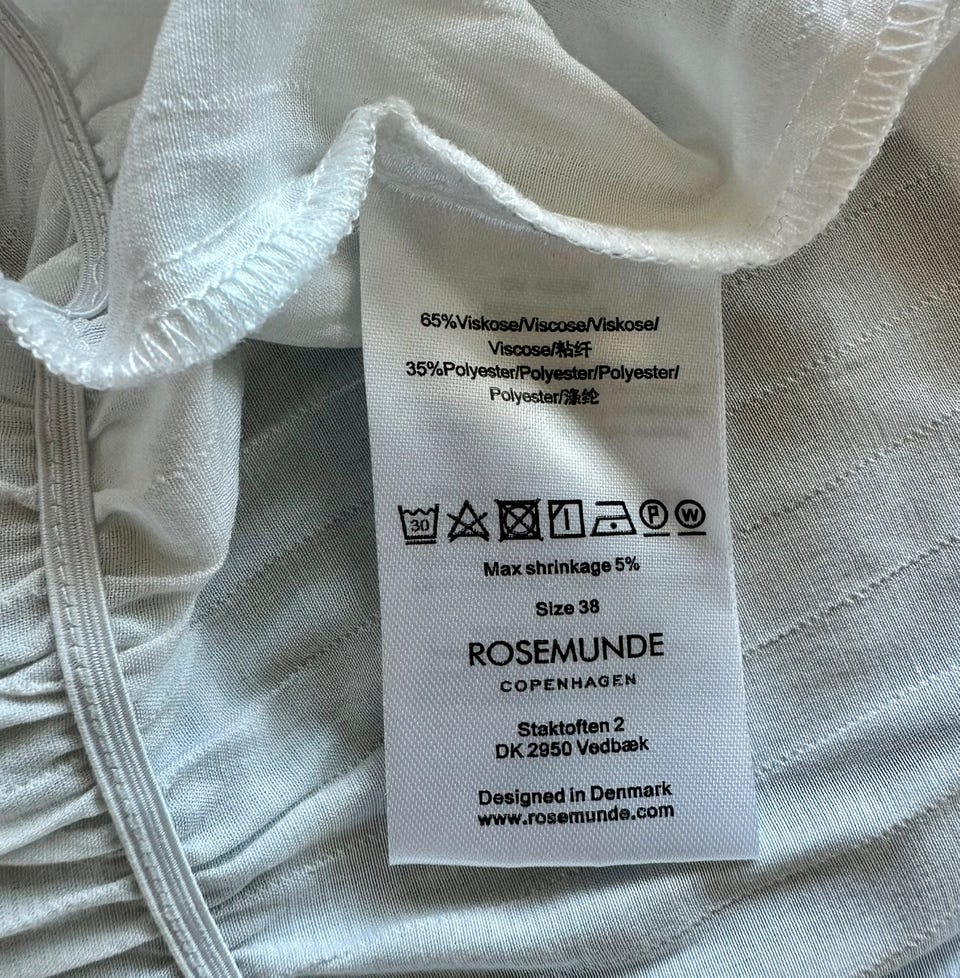 65%Viskose/Viscose/Viskose/
Viscose/粘纤
35%Polyester/Polyester/Polyester/
Polyester/涤纶
30 P W
Max shrinkage 5%
Size 38
ROSEMUNDE
COPENHAGEN
Staktoften 2
DK 2950 Vedbæk
Designed in Denmark
www.rosemunde.com